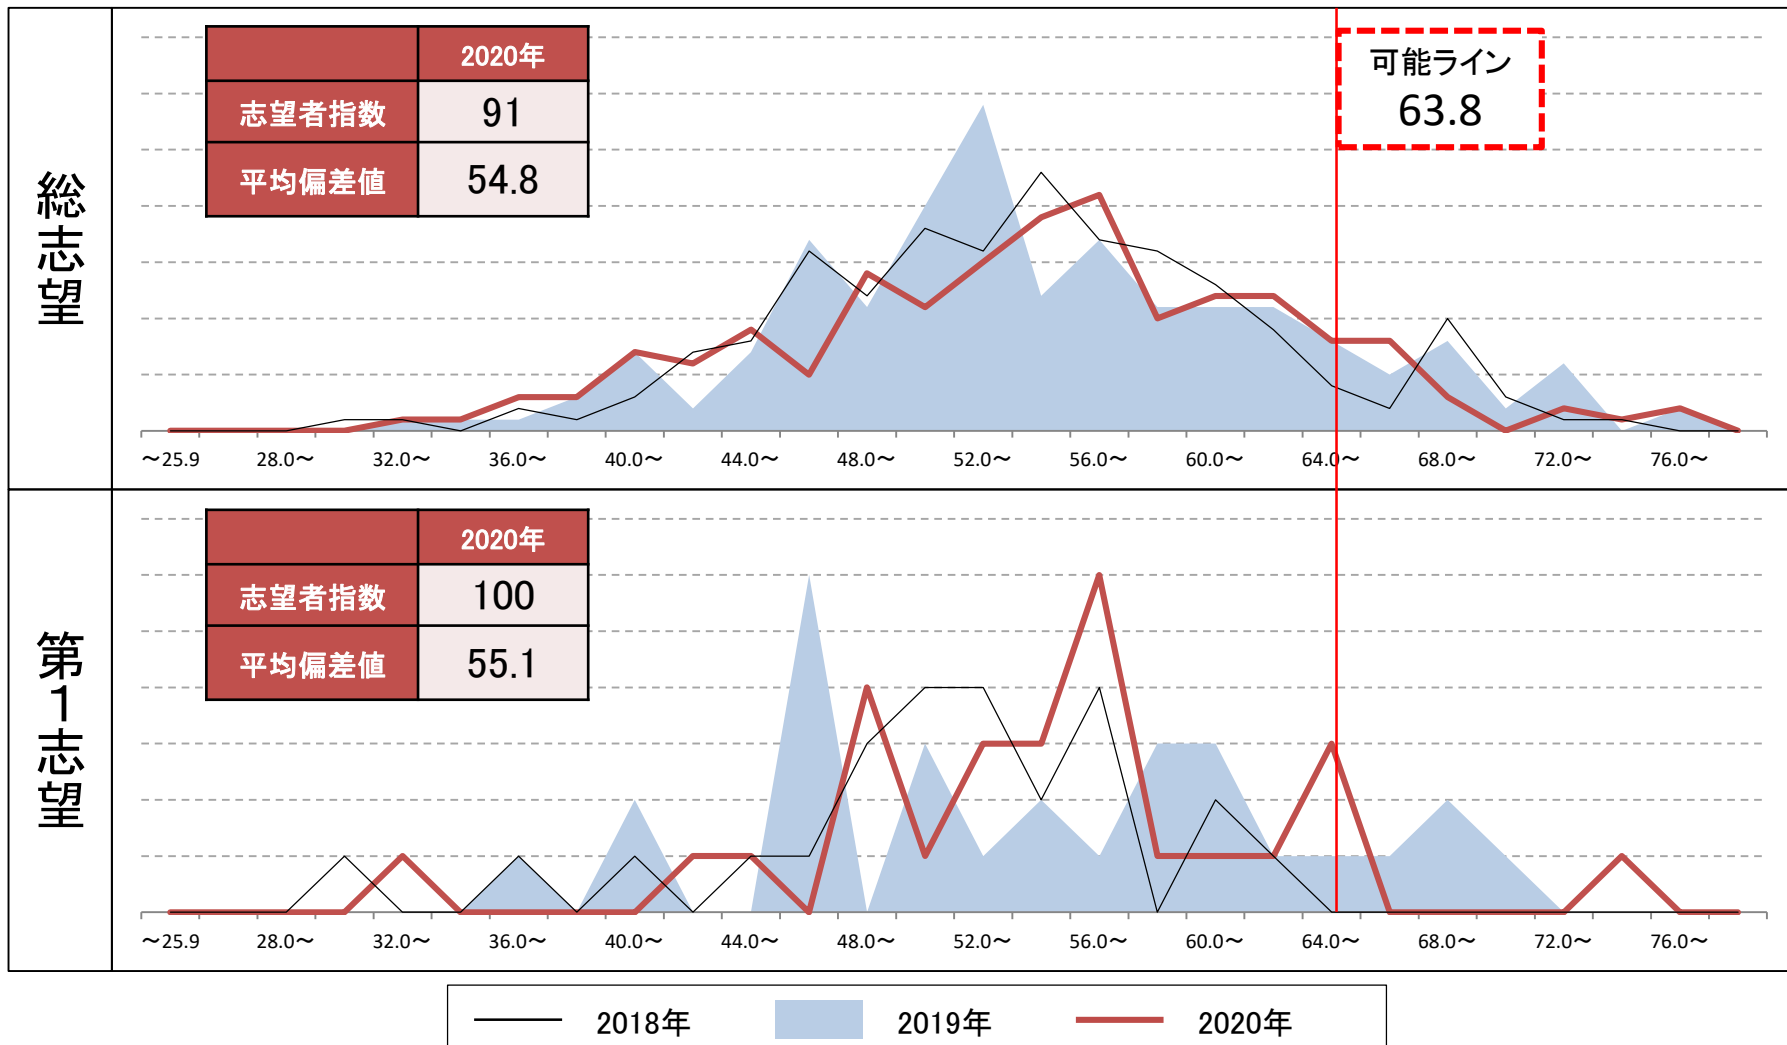 総志望
2020年
志望者指数 91
平均偏差値 54.8
可能ライン
63.8
～25.9 28.0～ 32.0～ 36.0～ 40.0～ 44.0～ 48.0～ 52.0～ 56.0～ 60.0～ 64.0～ 68.0～ 72.0～ 76.0～
第1志望
2020年
志望者指数 100
平均偏差値 55.1
～25.9 28.0～ 32.0～ 36.0～ 40.0～ 44.0～ 48.0～ 52.0～ 56.0～ 60.0～ 64.0～ 68.0～ 72.0～ 76.0～
2018年 2019年 2020年